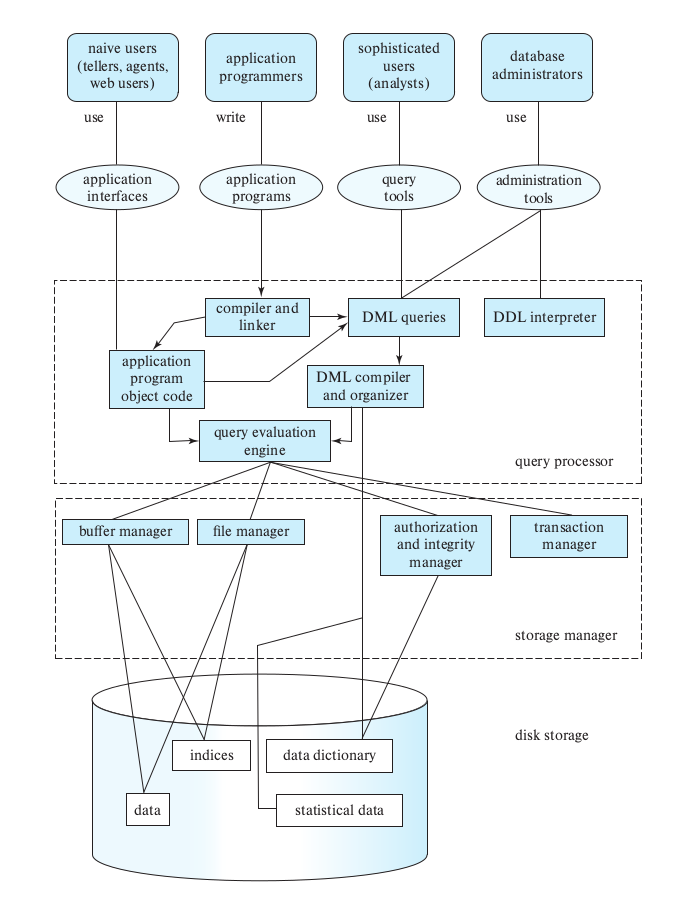 naive users
(tellers, agents,
web users)
application
programmers
sophisticated
users
(analysts)
database
administrators
use
write
use
use
application
interfaces
application
programs
query
tools
administration
tools
compiler and
linker
DML queries
DDL interpreter
application
program
object code
DML compiler
and organizer
query evaluation
engine
query processor
buffer manager
file manager
authorization
and integrity
manager
transaction
manager
storage manager
disk storage
indices
data dictionary
data
statistical data